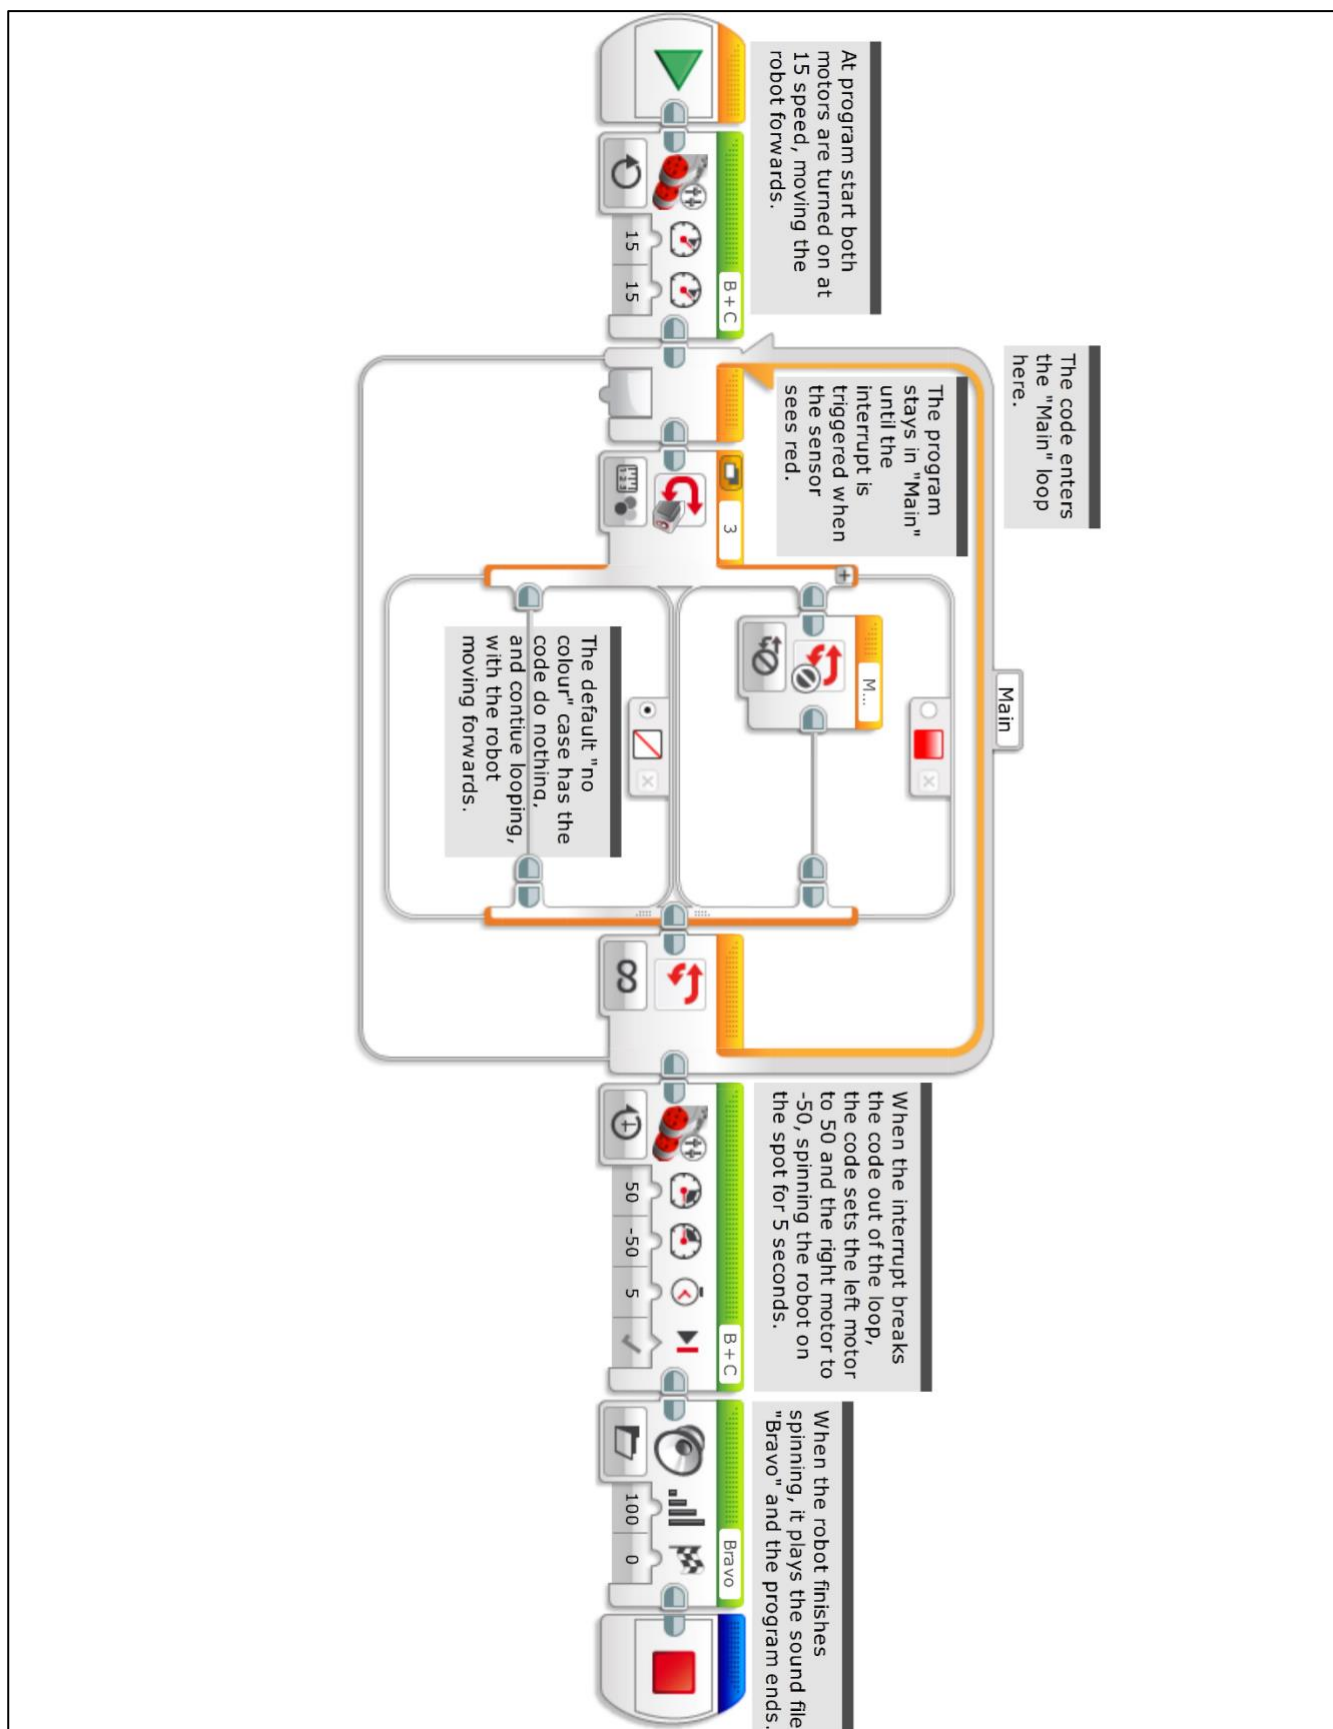 At program start both
motors are turned on at
15 speed, moving the
robot forwards.
B+C
15
15
The code enters
the "Main" loop
here.
The program
stays in "Main"
until the
interrupt is
triggered when
the sensor
sees red.
Main
3
M...
The default "no
colour" case has the
code do nothing,
and contiue looping,
with the robot
moving forwards.
When the interrupt breaks
the code out of the loop,
the code sets the left motor
to 50 and the right motor to
-50, spinning the robot on
the spot for 5 seconds.
B+C
50
-50
5
When the robot finishes
spinning, it plays the sound file
"Bravo" and the program ends.
Bravo
100
0